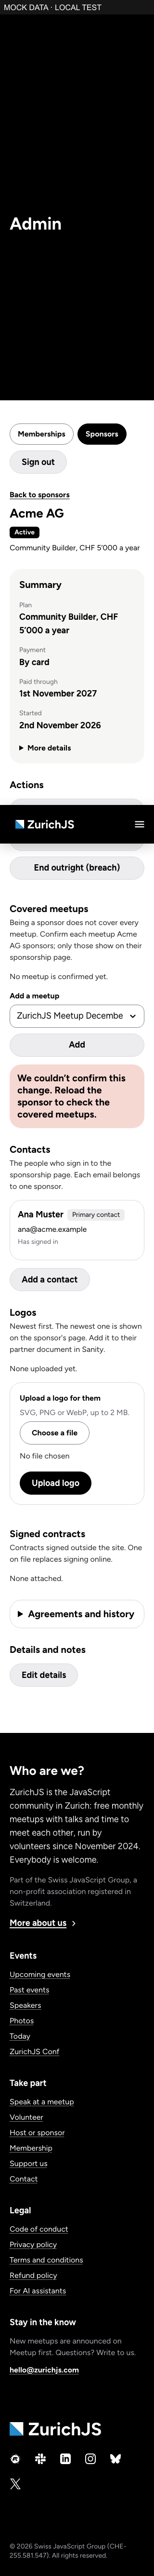 MOCK DATA · LOCAL TEST
Admin
Memberships
Sponsors
Sign out
Back to sponsors
Acme AG
Active
Community Builder, CHF 5’000 a year
Summary
Plan
Community Builder, CHF
5’000 a year
Payment
By card
Paid through
1st November 2027
Started
2nd November 2026
More details
Actions
ZurichJS
End outright (breach)
Covered meetups
Being a sponsor does not cover every
meetup. Confirm each meetup Acme
AG sponsors; only those show on their
sponsorship page.
No meetup is confirmed yet.
Add a meetup
ZurichJS Meetup Decembe
Add
We couldn’t confirm this
change. Reload the
sponsor to check the
covered meetups.
Contacts
The people who sign in to the
sponsorship page. Each email belongs
to one sponsor.
Ana Muster
Primary contact
ana@acme.example
Has signed in
Add a contact
Logos
Newest first. The newest one is shown
on the sponsor's page. Add it to their
partner document in Sanity.
None uploaded yet.
Upload a logo for them
SVG, PNG or WebP, up to 2 MB.
Choose a file
No file chosen
Upload logo
Signed contracts
Contracts signed outside the site. One
on file replaces signing online.
None attached.
Agreements and history
Details and notes
Edit details
Who are we?
ZurichJS is the JavaScript
community in Zurich: free monthly
meetups with talks and time to
meet each other, run by
volunteers since November 2024.
Everybody is welcome.
Part of the Swiss JavaScript Group, a
non-profit association registered in
Switzerland.
More about us
Events
Upcoming events
Past events
Speakers
Photos
Today
ZurichJS Conf
Take part
Speak at a meetup
Volunteer
Host or sponsor
Membership
Support us
Contact
Legal
Code of conduct
Privacy policy
Terms and conditions
Refund policy
For AI assistants
Stay in the know
New meetups are announced on
Meetup first. Questions? Write to us.
hello@zurichjs.com
ZurichJS
© 2026 Swiss JavaScript Group (CHE-
255.581.547). All rights reserved.